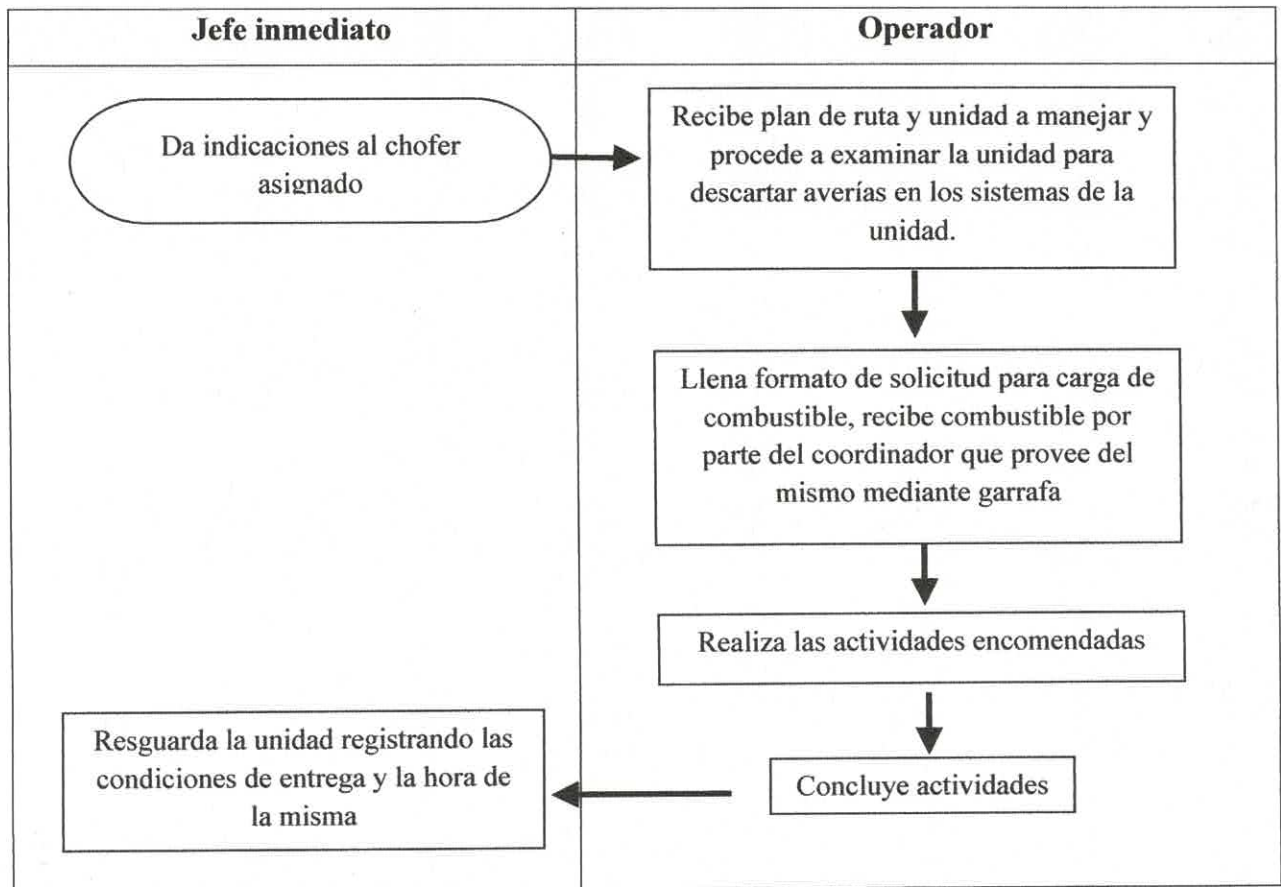 Jefe inmediato
Operador
Da indicaciones al chofer
asignado
Recibe plan de ruta y unidad a manejar y
procede a examinar la unidad para
descartar averías en los sistemas de la
unidad.
Llena formato de solicitud para carga de
combustible, recibe combustible por
parte del coordinador que provee del
mismo mediante garrafa
Realiza las actividades encomendadas
Concluye actividades
Resguarda la unidad registrando las
condiciones de entrega y la hora de
la misma